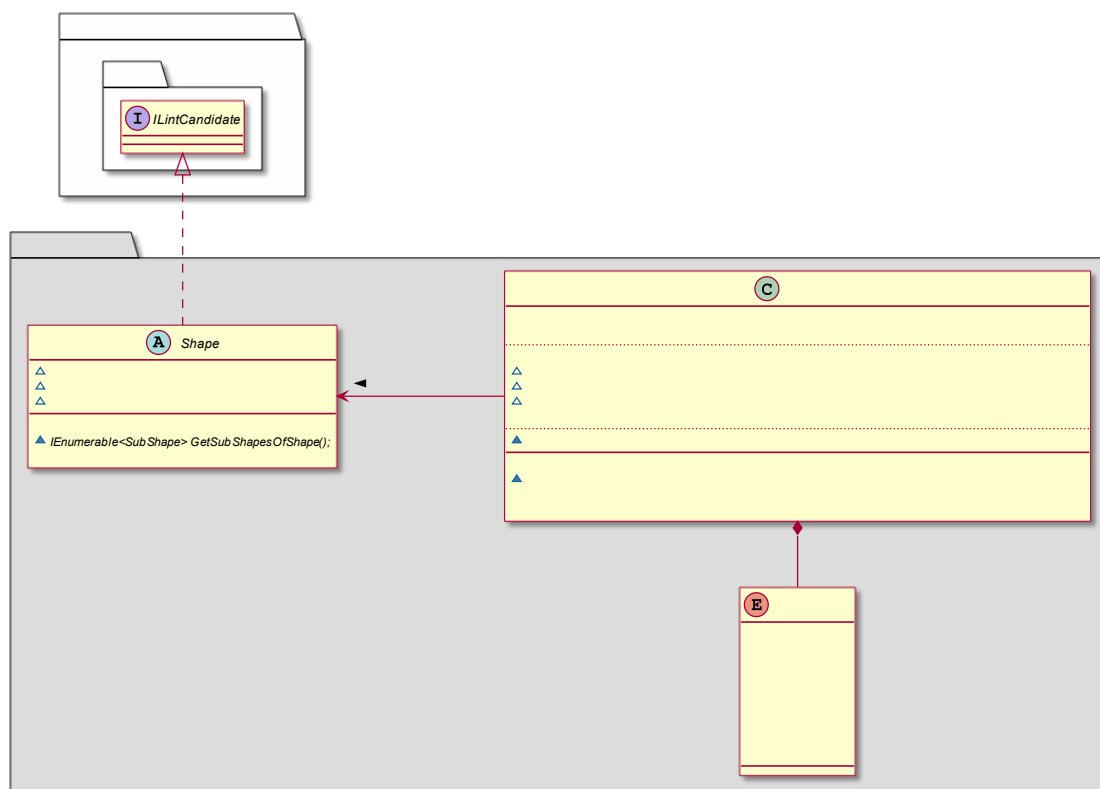 I ILintCandidate
A Shape
IEnumerable<SubShape> GetSubShapesOfShape();
C
E